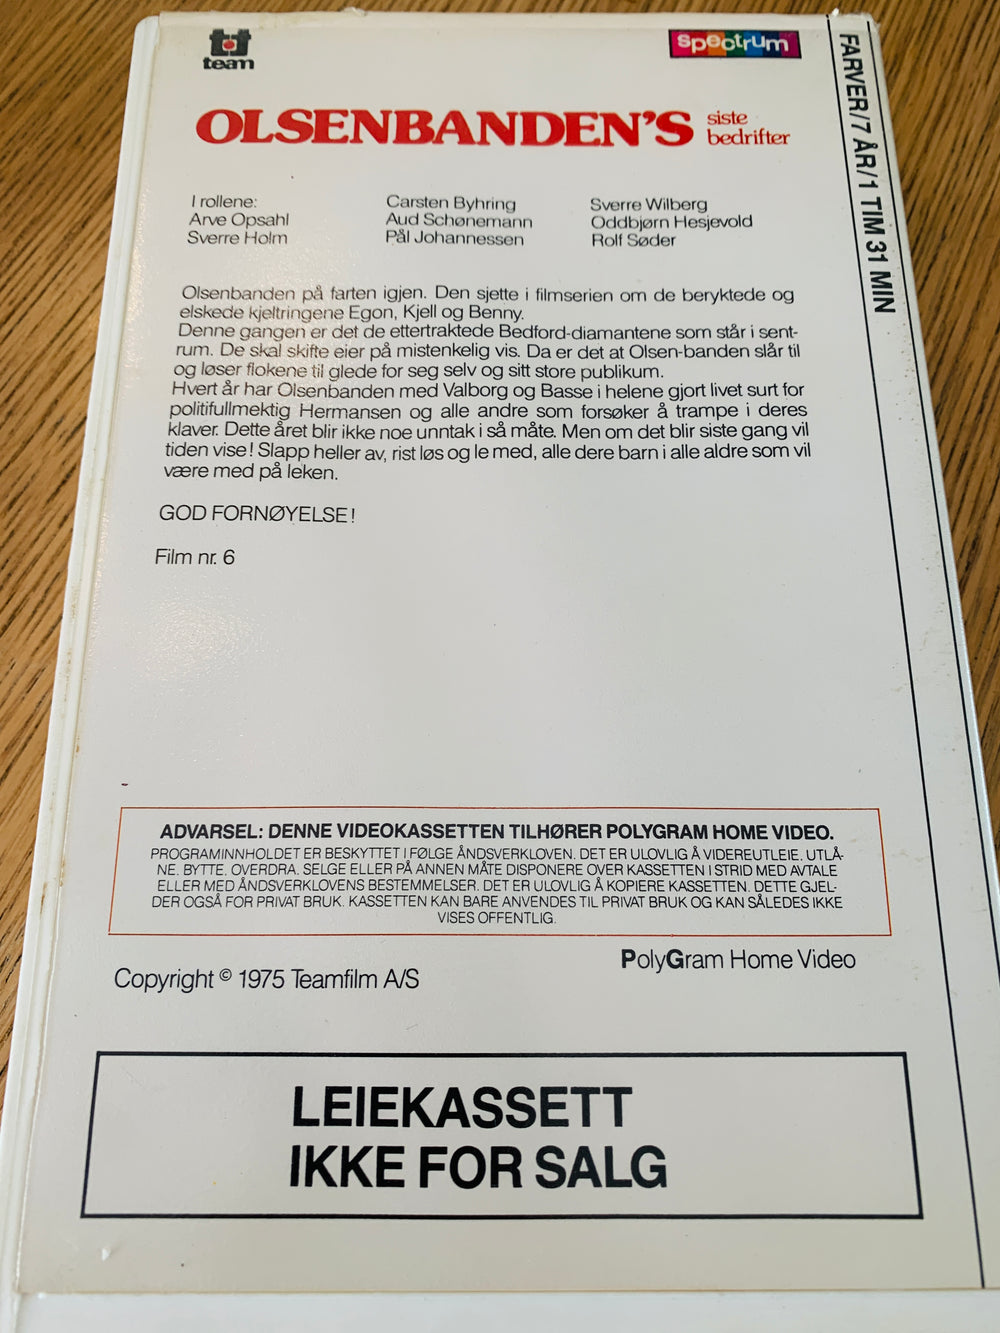 team
spectrum
OLSENBANDEN'S siste
bedrifter
FARVER/7 ÅR/1 TIM 31 MIN
I rollene:
Arve Opsahl
Sverre Holm
Carsten Byhring
Aud Schønemann
Pål Johannessen
Sverre Wilberg
Oddbjørn Hesjevold
Rolf Søder
Olsenbanden på farten igjen. Den sjette i filmserien om de beryktede og
elskede kjeltringene Egon, Kjell og Benny.
Denne gangen er det de ettertraktede Bedford-diamantene som står i sent-
rum. De skal skifte eier på mistenkelig vis. Da er det at Olsen-banden slår til
og løser flokene til glede for seg selv og sitt store publikum.
Hvert år har Olsenbanden med Valborg og Basse i helene gjort livet surt for
politifullmektig Hermansen og alle andre som forsøker å trampe i deres
klaver. Dette året blir ikke noe unntak i så måte. Men om det blir siste gang vil
tiden vise! Slapp heller av, rist løs og le med, alle dere barn i alle aldre som vil
være med på leken.
GOD FORNØYELSE!
Film nr. 6
ADVARSEL: DENNE VIDEOKASSETTEN TILHØRER POLYGRAM HOME VIDEO.
PROGRAMINNHOLDET ER BESKYTTET I FØLGE ÅNDSVERKLOVEN. DET ER ULOVLIG Å VIDEREUTLEIE, UTLÅ-
NE, BYTTE, OVERDRA, SELGE ELLER PÅ ANNEN MÅTE DISPONERE OVER KASSETTEN I STRID MED AVTALE
ELLER MED ÅNDSVERKLOVENS BESTEMMELSER. DET ER ULOVLIG Å KOPIERE KASSETTEN. DETTE GJEL-
DER OGSÅ FOR PRIVAT BRUK. KASSETTEN KAN BARE ANVENDES TIL PRIVAT BRUK OG KAN SÅLEDES IKKE
VISES OFFENTLIG.
PolyGram Home Video
Copyright © 1975 Teamfilm A/S
LEIEKASSETT
IKKE FOR SALG